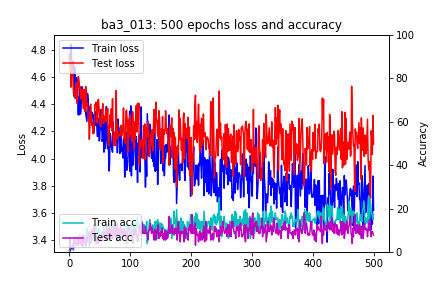 ba3_013: 500 epochs loss and accuracy
Train loss
Test loss
Train acc
Test acc
Loss
4.8
4.6
4.4
4.2
4.0
3.8
3.6
3.4
Accuracy
100
80
60
40
20
0
0
100
200
300
400
500